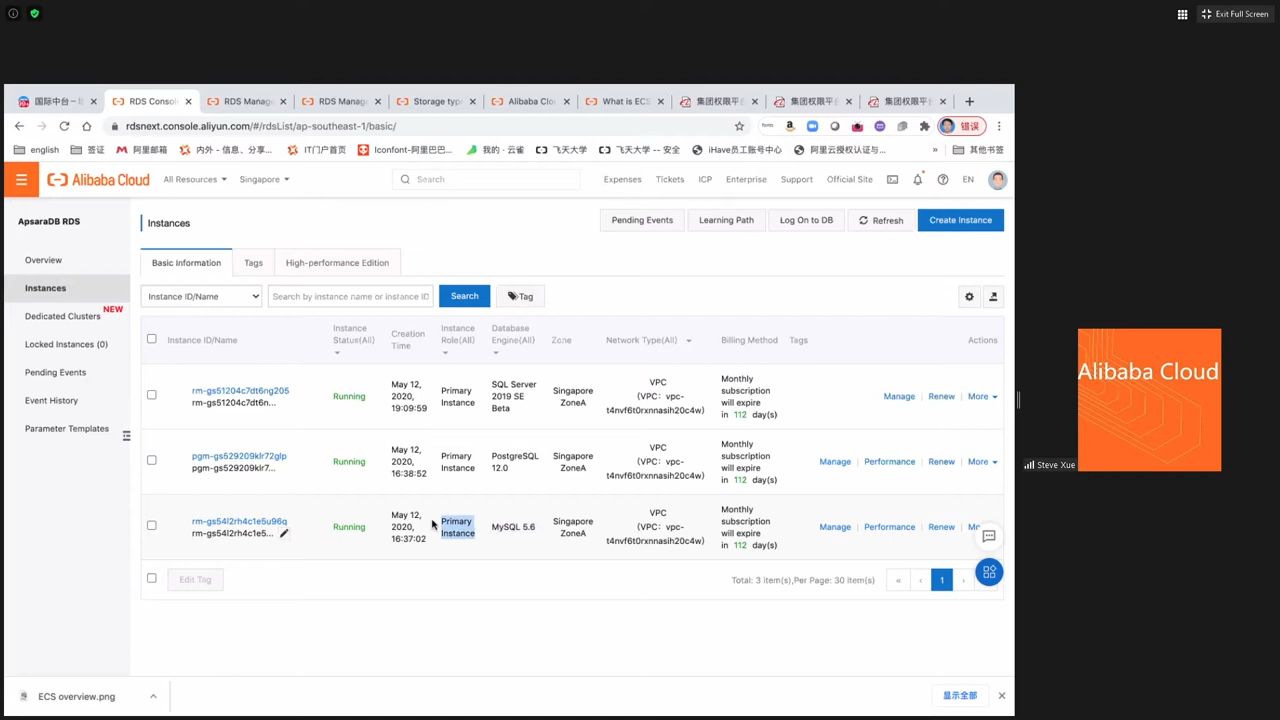 Exit Full Screen
国际中台 –
RDS Conso
RDS Manag
RDS Manag
Storage type
Alibaba Clou
What is ECS
集团权限平台
集团权限平台
集团权限平台
rdsnext.console.aliyun.com/#/rdsList/ap-southeast-1/basic/
错误
english
签证
阿里邮箱
内外 - 信息、分享...
IT门户首页
Iconfont-阿里巴巴...
我的 · 云雀
飞天大学
飞天大学 -- 安全
iHave员工账号中心
阿里云授权认证与...
»
其他书签
Alibaba Cloud
All Resources
Singapore
Search
Expenses
Tickets
ICP
Enterprise
Support
Official Site
EN
ApsaraDB RDS
Overview
Instances
Dedicated Clusters NEW
Locked Instances (0)
Pending Events
Event History
Parameter Templates
Instances
Pending Events
Learning Path
Log On to DB
Refresh
Create Instance
Basic Information
Tags
High-performance Edition
Instance ID/Name
Search by instance name or instance ID
Search
Tag
Instance ID/Name
Instance
Status(All)
Creation
Time
Instance
Role(All)
Database
Engine(All)
Zone
Network Type(All)
Billing Method
Tags
Actions
rm-gs51204c7dt6ng205
rm-gs51204c7dt6n...
Running
May 12,
2020,
19:09:59
Primary
Instance
SQL Server
2019 SE
Beta
Singapore
ZoneA
VPC
(VPC: vpc-
t4nvf6t0rxnnasih20c4w)
Monthly
subscription
will expire
in 112 day(s)
Manage
Renew
More
pgm-gs529209klr72glp
pgm-gs529209klr7...
Running
May 12,
2020,
16:38:52
Primary
Instance
PostgreSQL
12.0
Singapore
ZoneA
VPC
(VPC: vpc-
t4nvf6t0rxnnasih20c4w)
Monthly
subscription
will expire
in 112 day(s)
Manage
Performance
Renew
More
rm-gs54l2rh4c1e5u96q
rm-gs54l2rh4c1e5...
Running
May 12,
2020,
16:37:02
Primary
Instance
MySQL 5.6
Singapore
ZoneA
VPC
(VPC: vpc-
t4nvf6t0rxnnasih20c4w)
Monthly
subscription
will expire
in 112 day(s)
Manage
Performance
Renew
Mo
Edit Tag
Total: 3 item(s),Per Page: 30 item(s)
«
‹
1
›
ECS overview.png
显示全部
Alibaba Cloud
Steve Xue